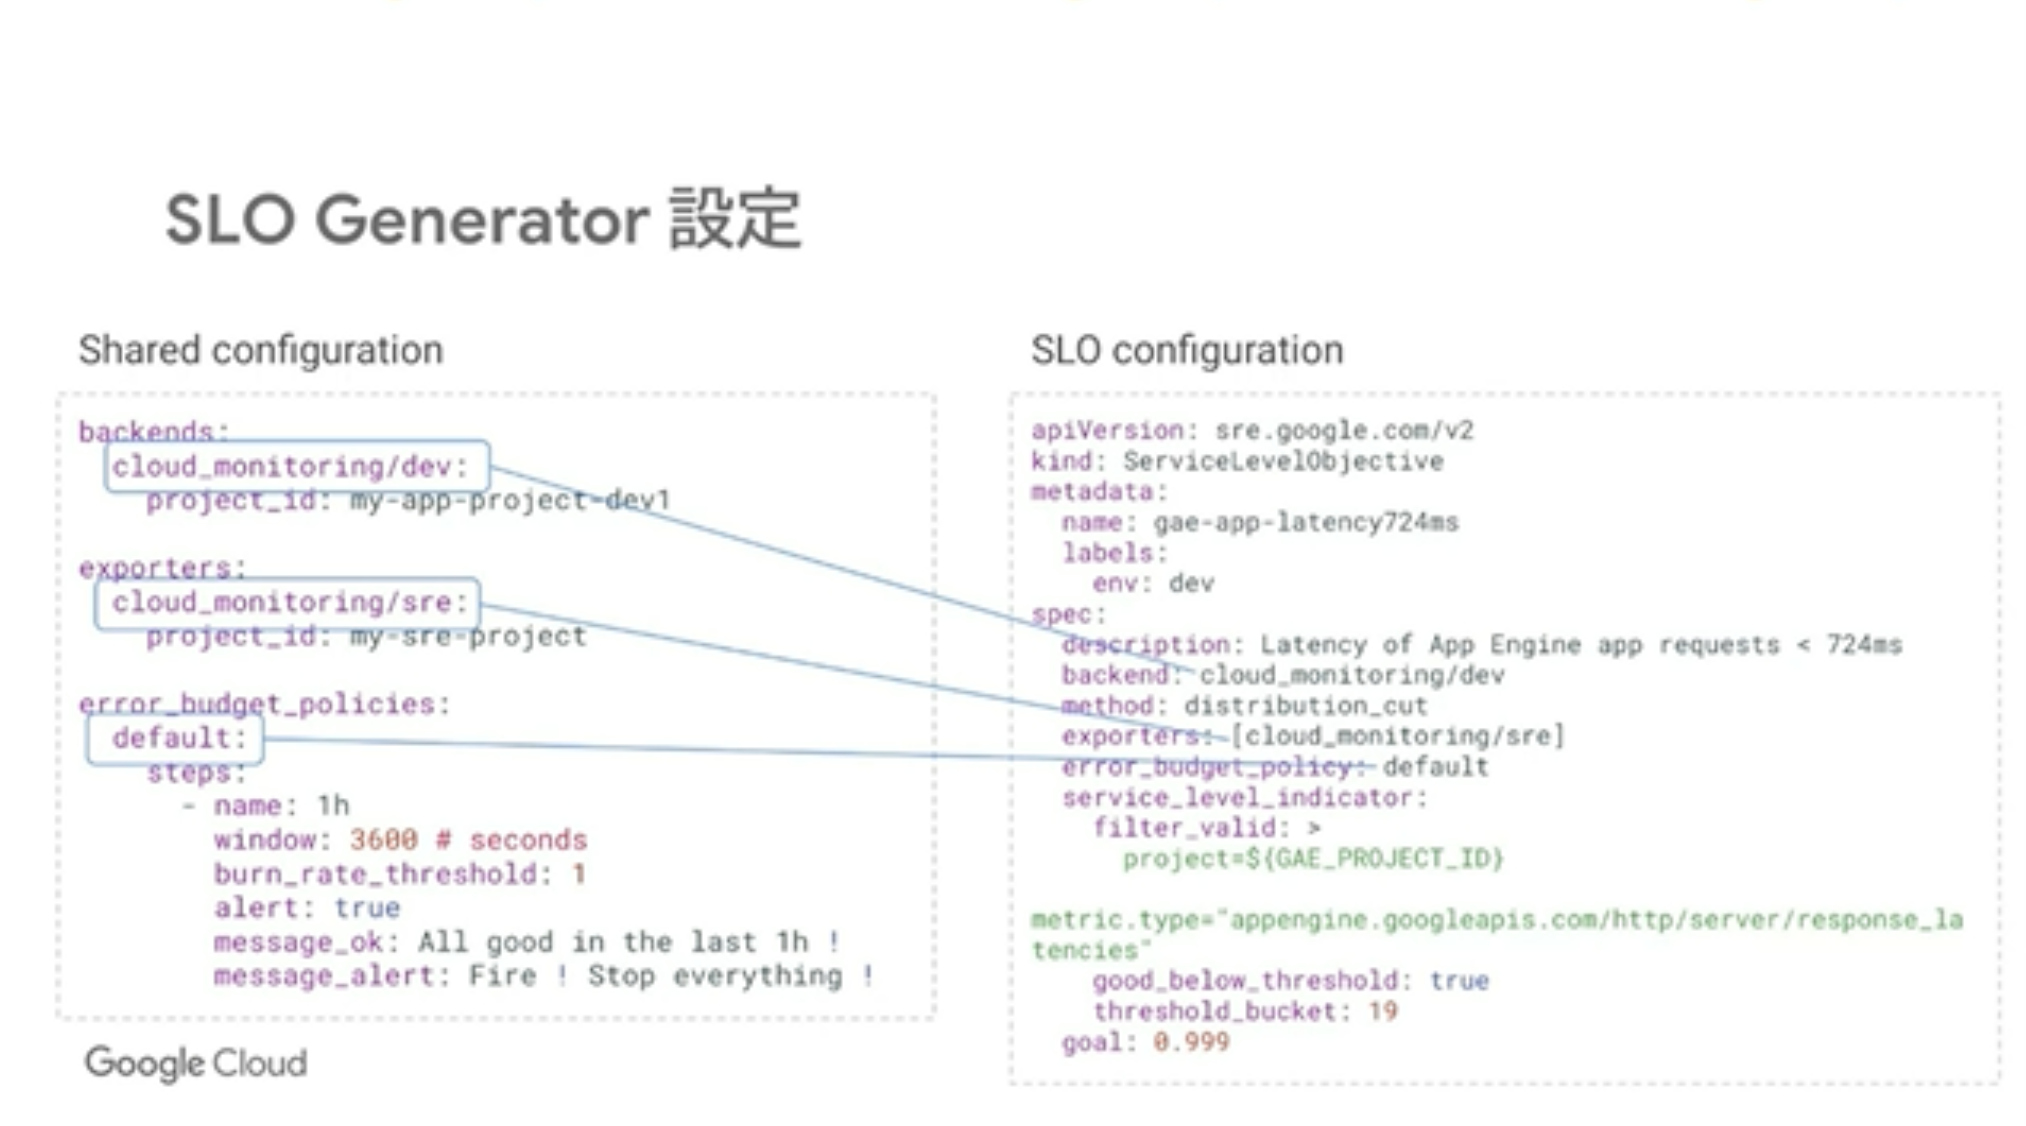 SLO Generator 設定
Shared configuration
backends:
cloud_monitoring/dev:
project_id: my-app-project-dev1
exporters:
cloud_monitoring/sre:
project_id: my-sre-project
error_budget_policies:
default:
steps:
- name: 1h
window: 3600 # seconds
burn_rate_threshold: 1
alert: true
message_ok: All good in the last 1h !
message_alert: Fire ! Stop everything !
SLO configuration
apiVersion: sre.google.com/v2
kind: ServiceLevelObjective
metadata:
name: gae-app-latency724ms
labels:
env: dev
spec:
description: Latency of App Engine app requests < 724ms
backend: cloud_monitoring/dev
method: distribution_cut
exporters: [cloud_monitoring/sre]
error_budget_policy: default
service_level_indicator:
filter_valid: >
project=${GAE_PROJECT_ID}
metric.type="appengine.googleapis.com/http/server/response_la
tencies"
good_below_threshold: true
threshold_bucket: 19
goal: 0.999
Google Cloud